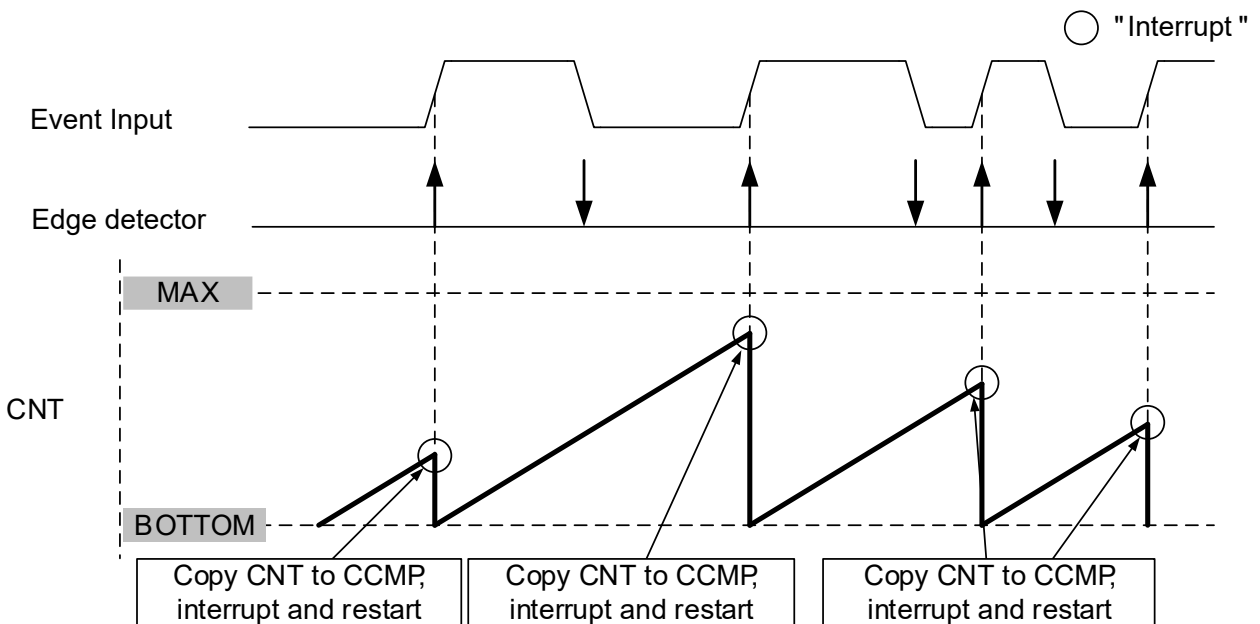 "Interrupt"
Event Input
Edge detector
MAX
CNT
BOTTOM
Copy CNT to CCMP,
interrupt and restart
Copy CNT to CCMP,
interrupt and restart
Copy CNT to CCMP,
interrupt and restart